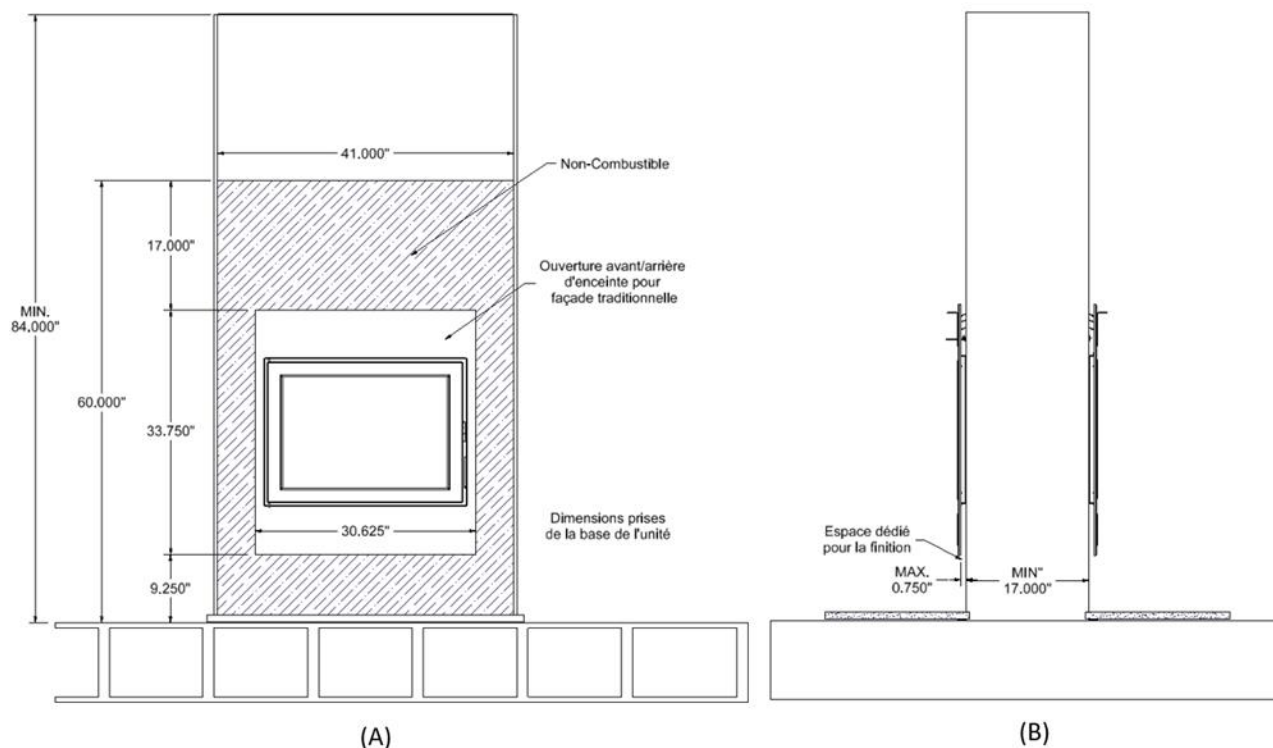 41.000"
Non-Combustible
17.000"
Ouverture avant/arrière
d'enceinte pour
façade traditionnelle
MIN.
84.000"
60.000"
33.750"
30.625"
Dimensions prises
de la base de l'unité
9.250"
(A)
Espace dédié
pour la finition
MAX.
0.750"
MIN"
17.000"
(B)